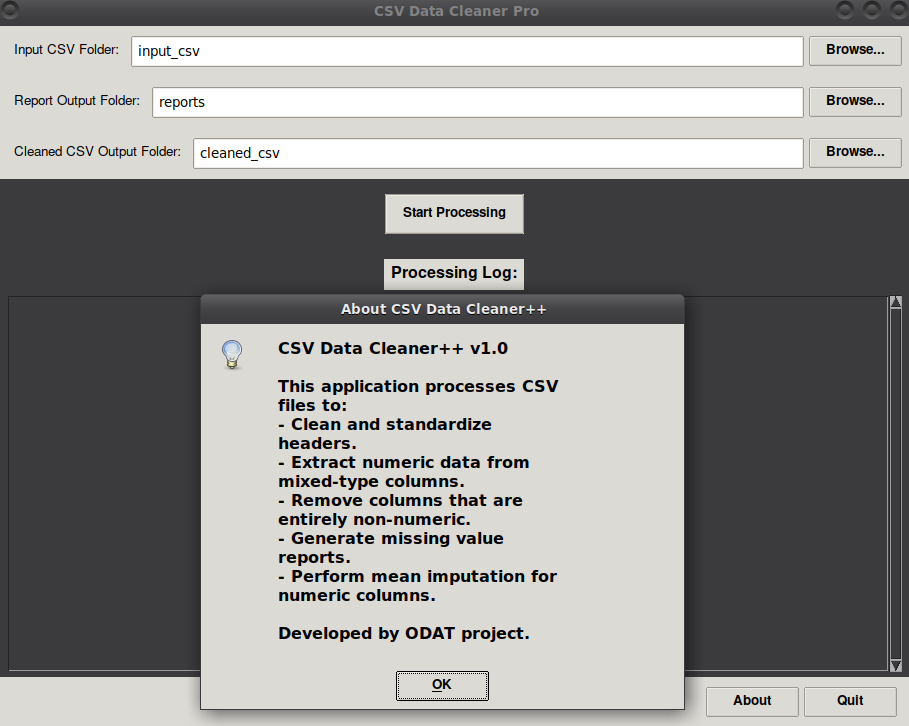 CSV Data Cleaner Pro
Input CSV Folder: input_csv Browse...
Report Output Folder: reports Browse...
Cleaned CSV Output Folder: cleaned_csv Browse...
Start Processing
Processing Log:
About CSV Data Cleaner++
CSV Data Cleaner++ v1.0
This application processes CSV
files to:
- Clean and standardize
headers.
- Extract numeric data from
mixed-type columns.
- Remove columns that are
entirely non-numeric.
- Generate missing value
reports.
- Perform mean imputation for
numeric columns.
Developed by ODAT project.
OK
About Quit